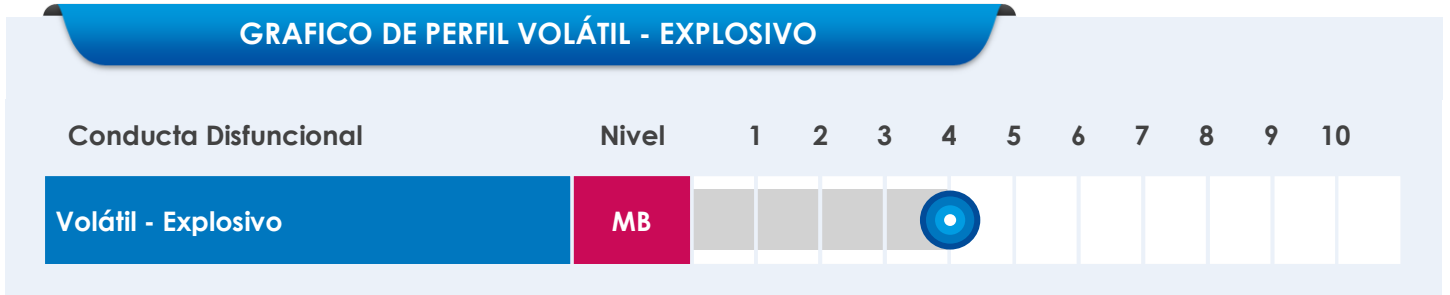 GRAFICO DE PERFIL VOLÁTIL - EXPLOSIVO
Conducta Disfuncional Nivel 1 2 3 4 5 6 7 8 9 10
Volátil - Explosivo MB